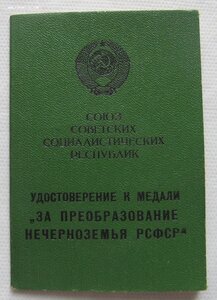 СОЮЗ
СОВЕТСКИХ
СОЦИАЛИСТИЧЕСКИХ
РЕСПУБЛИК
УДОСТОВЕРЕНИЕ К МЕДАЛИ
„ЗА ПРЕОБРАЗОВАНИЕ
НЕЧЕРНОЗЕМЬЯ РСФСР“